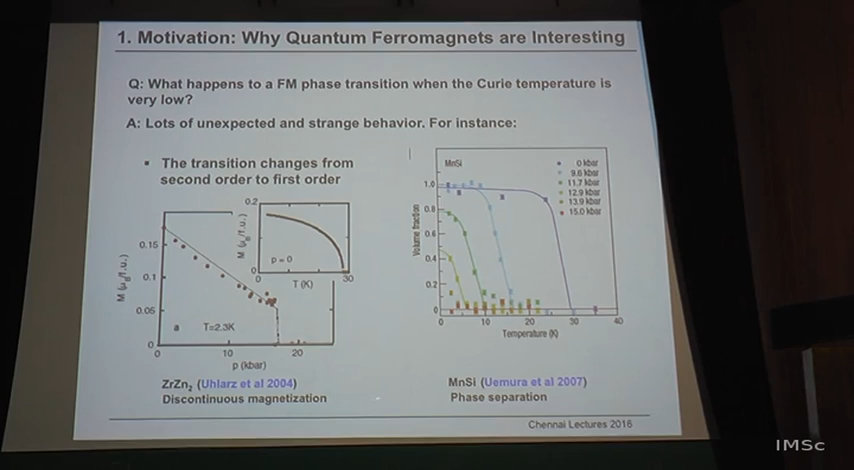 1. Motivation: Why Quantum Ferromagnets are Interesting
Q: What happens to a FM phase transition when the Curie temperature is
very low?
A: Lots of unexpected and strange behavior. For instance:
▪ The transition changes from
second order to first order
0.2
M (μB/f.u.)
0
p = 0
0
30
T (K)
0.15
0.1
0.05
0
M (μB/f.u.)
a T=2.3K
0 10 20
p (kbar)
ZrZn2 (Uhlarz et al 2004)
Discontinuous magnetization
MnSi
0 kbar
9.6 kbar
11.7 kbar
12.9 kbar
13.9 kbar
15.0 kbar
1.0
0.8
0.6
0.4
0.2
0
Volume fraction
0 10 20 30 40
Temperature (K)
MnSi (Uemura et al 2007)
Phase separation
Chennai Lectures 2016
IMSc